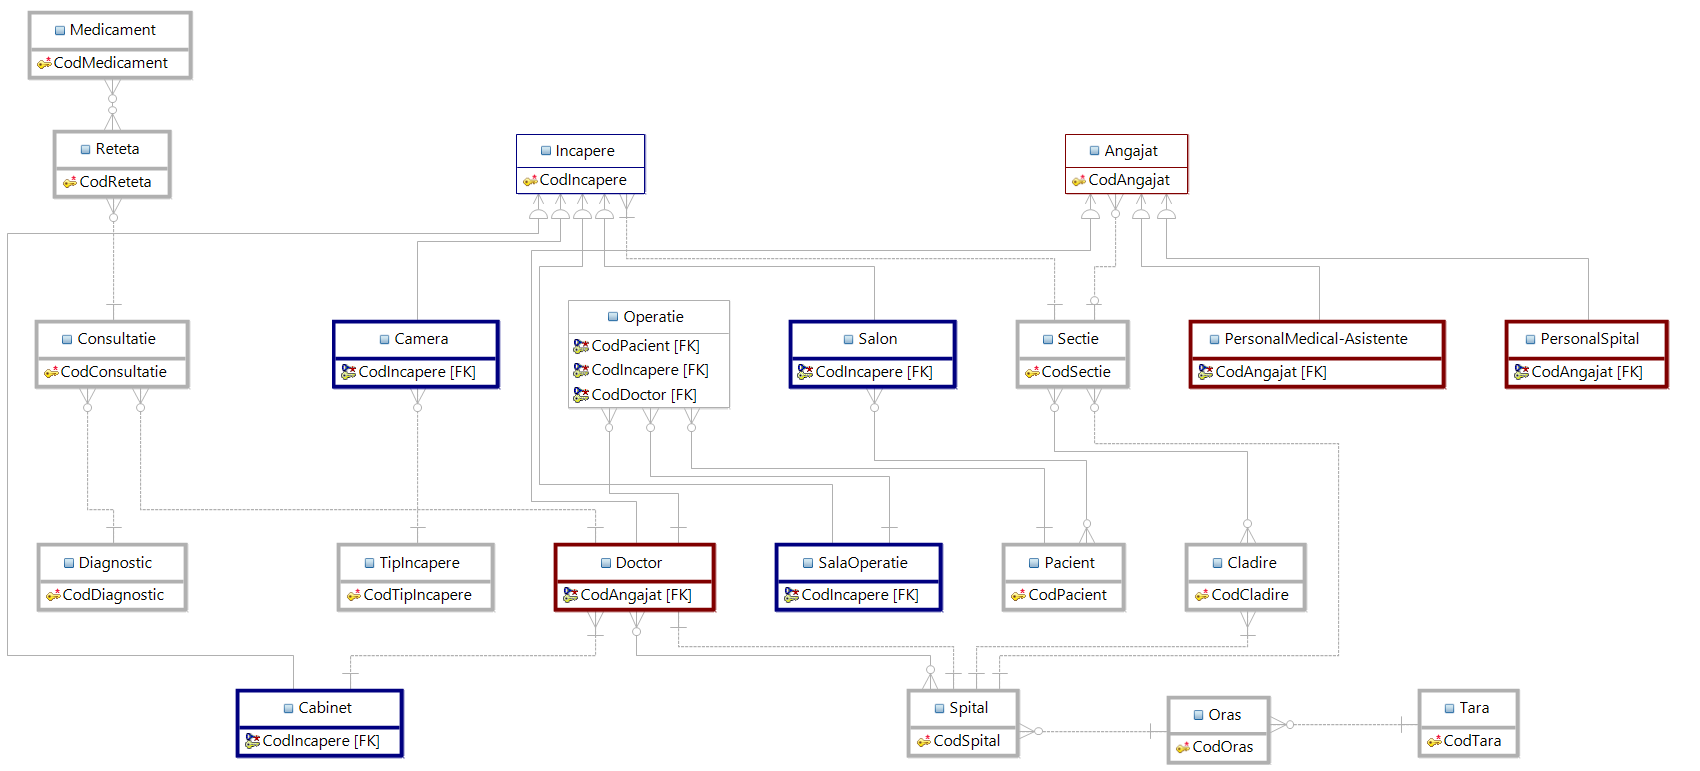 Medicament
CodMedicament
Reteta
CodReteta
Incapere
CodIncapere
Angajat
CodAngajat
Consultatie
CodConsultatie
Camera
CodIncapere [FK]
Operatie
CodPacient [FK]
CodIncapere [FK]
CodDoctor [FK]
Salon
CodIncapere [FK]
Sectie
CodSectie
PersonalMedical-Asistente
CodAngajat [FK]
PersonalSpital
CodAngajat [FK]
Diagnostic
CodDiagnostic
TipIncapere
CodTipIncapere
Doctor
CodAngajat [FK]
SalaOperatie
CodIncapere [FK]
Pacient
CodPacient
Cladire
CodCladire
Cabinet
CodIncapere [FK]
Spital
CodSpital
Oras
CodOras
Tara
CodTara